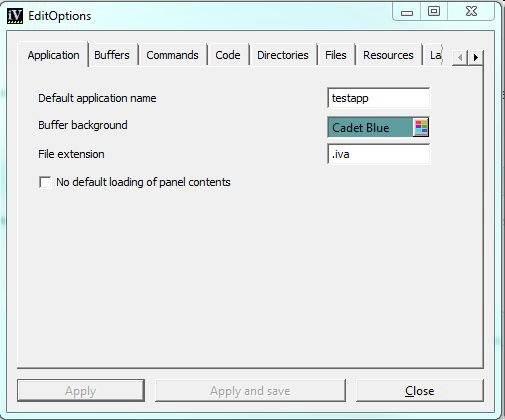 iV EditOptions
Application Buffers Commands Code Directories Files Resources La
Default application name testapp
Buffer background Cadet Blue
File extension .iva
No default loading of panel contents
Apply Apply and save Close